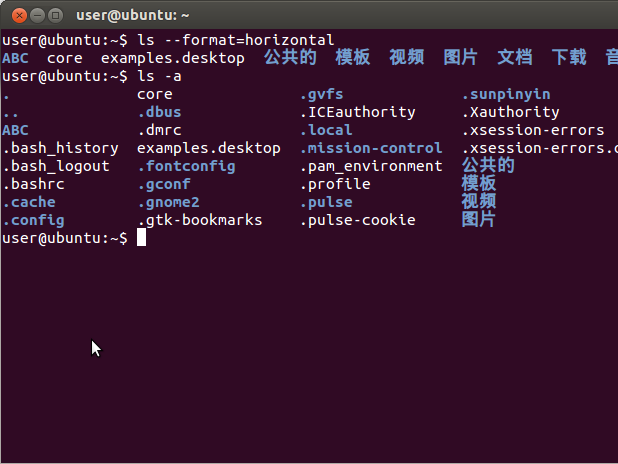 user@ubuntu: ~
user@ubuntu:~$ ls --format=horizontal
ABC core examples.desktop 公共的 模板 视频 图片 文档 下载
user@ubuntu:~$ ls -a
. core .gvfs .sunpinyin
.. .dbus .ICEauthority .Xauthority
ABC .dmrc .local .xsession-errors
.bash_history examples.desktop .mission-control .xsession-errors.
.bash_logout .fontconfig .pam_environment 公共的
.bashrc .gconf .profile 模板
.cache .gnome2 .pulse 视频
.config .gtk-bookmarks .pulse-cookie 图片
user@ubuntu:~$